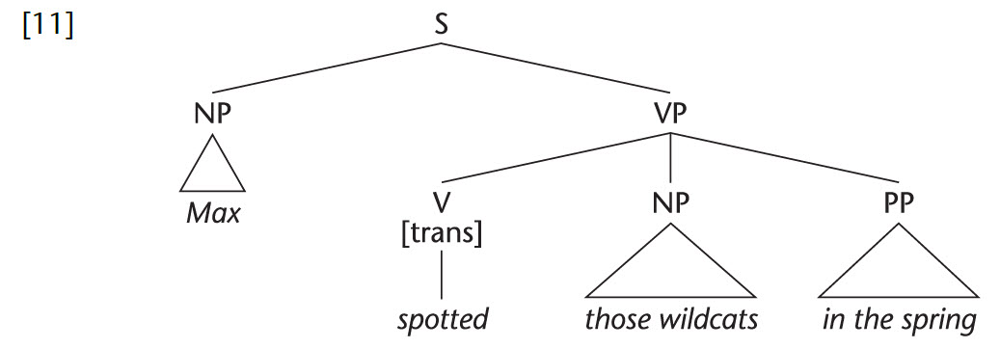 [11]
S
NP VP
Max
V NP PP
[trans]
spotted those wildcats in the spring